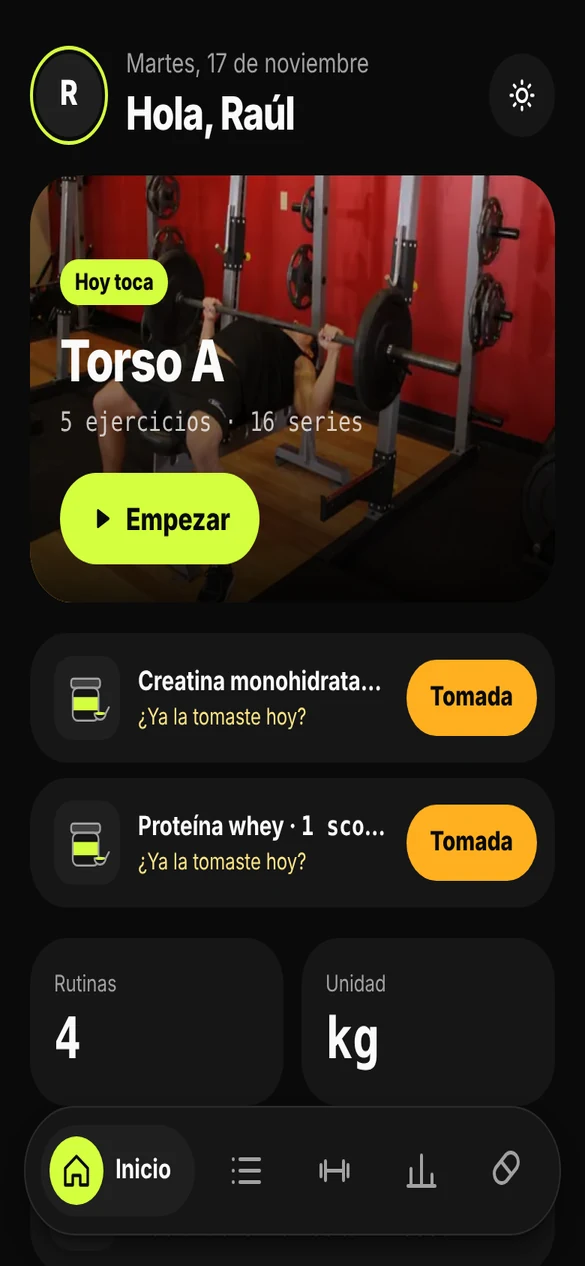 R
Martes, 17 de noviembre
Hola, Raúl
Hoy toca
Torso A
5 ejercicios · 16 series
Empezar
Creatina monohidrata...
¿Ya la tomaste hoy?
Tomada
Proteína whey · 1 sco...
¿Ya la tomaste hoy?
Tomada
Rutinas
4
Unidad
kg
Inicio